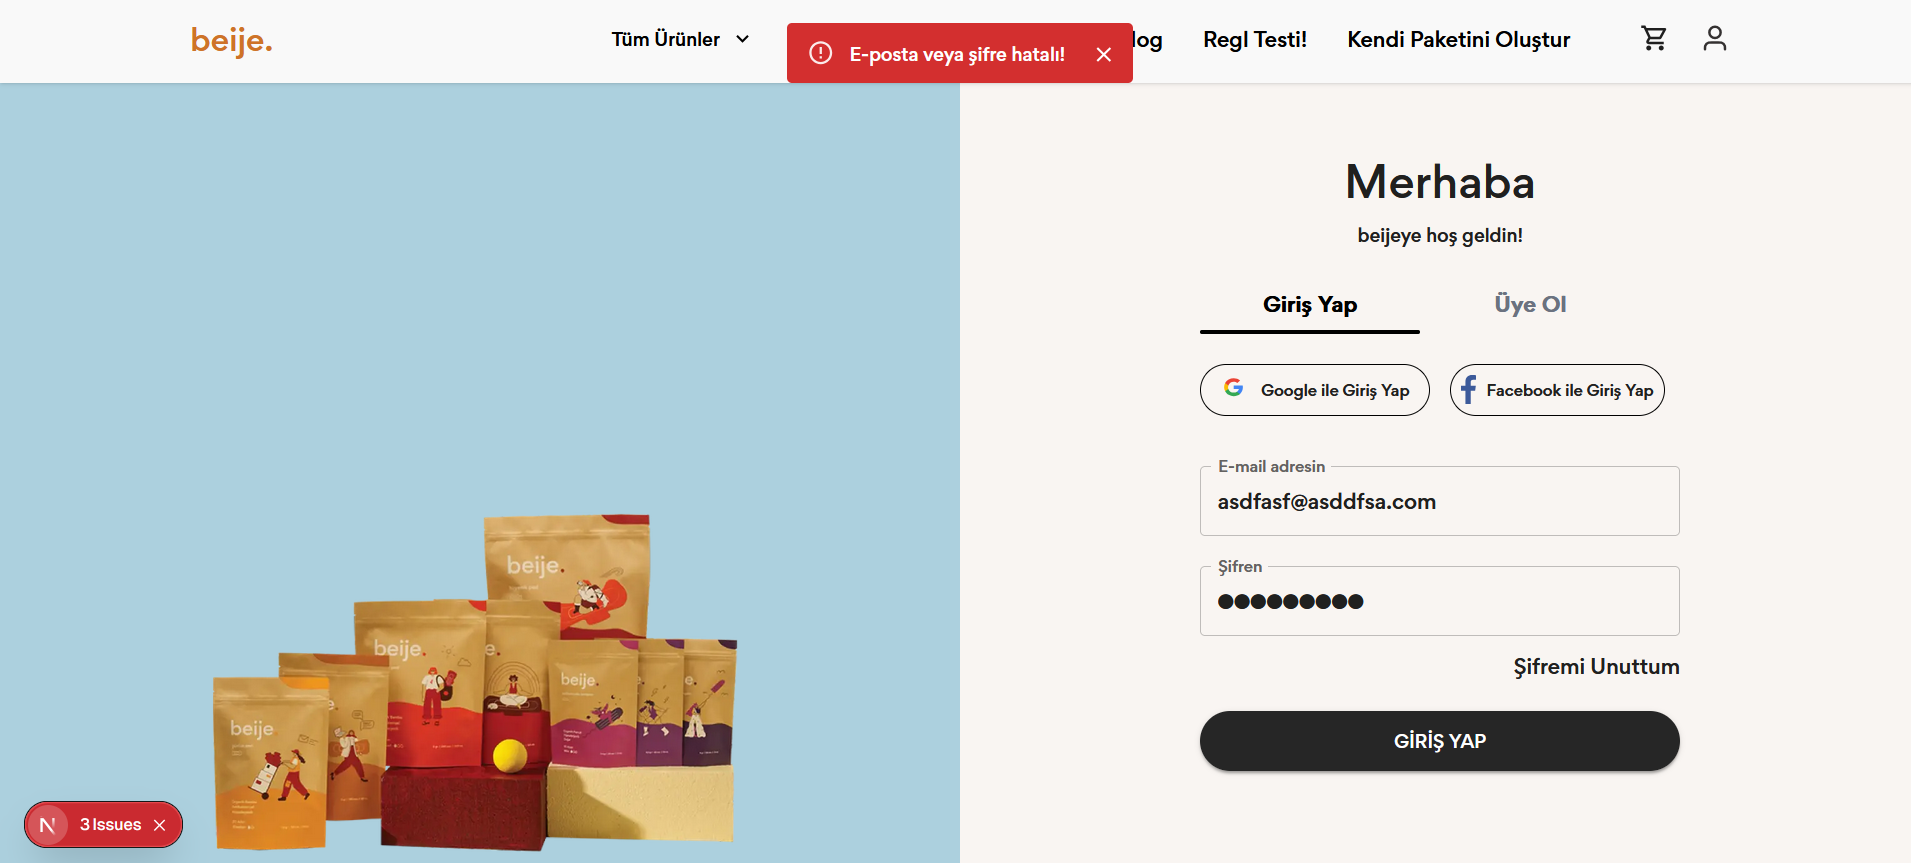 beije.
Tüm Ürünler
E-posta veya şifre hatalı!
log
Regl Testi!
Kendi Paketini Oluştur
Merhaba
beijeye hoş geldin!
Giriş Yap
Üye Ol
Google ile Giriş Yap
Facebook ile Giriş Yap
E-mail adresin
asdfasf@asddfsa.com
Şifren
Şifremi Unuttum
GİRİŞ YAP
beije.
beije.
e.
beije.
e.
beije
3 Issues